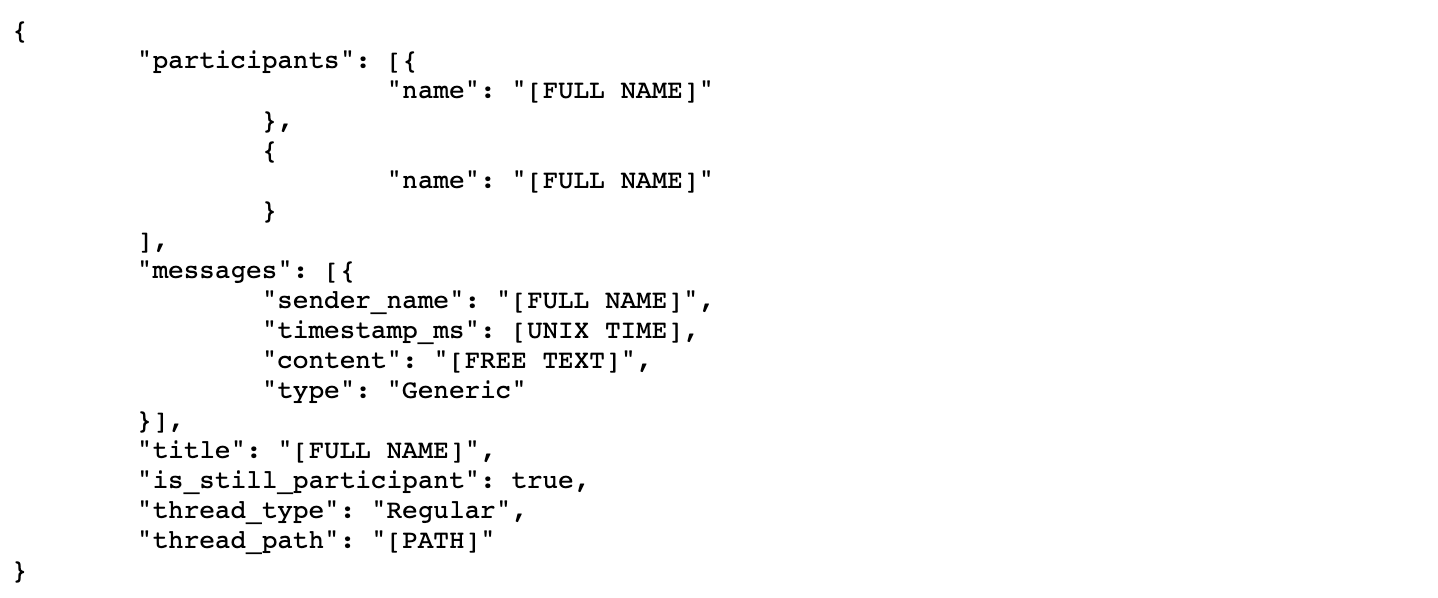 {
        "participants": [{
                        "name": "[FULL NAME]"
                },
                {
                        "name": "[FULL NAME]"
                }
        ],
        "messages": [{
                "sender_name": "[FULL NAME]",
                "timestamp_ms": [UNIX TIME],
                "content": "[FREE TEXT]",
                "type": "Generic"
        }],
        "title": "[FULL NAME]",
        "is_still_participant": true,
        "thread_type": "Regular",
        "thread_path": "[PATH]"
}